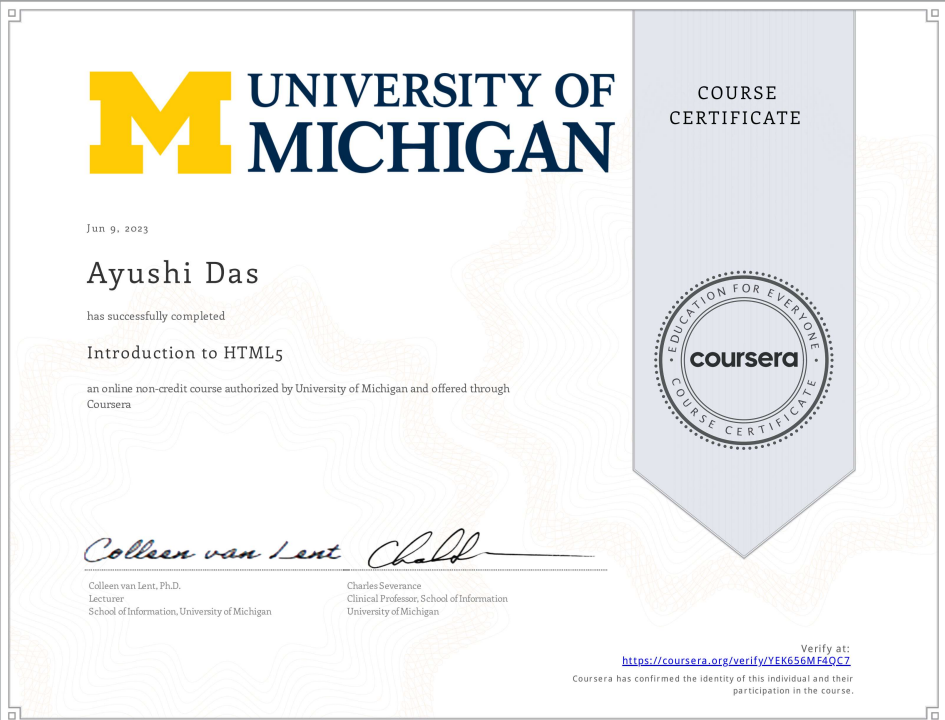 UNIVERSITY OF
MICHIGAN
COURSE
CERTIFICATE
Jun 9, 2023
Ayushi Das
has successfully completed
Introduction to HTML5
an online non-credit course authorized by University of Michigan and offered through
Coursera
EDUCATION FOR EVERYONE
coursera
COURSE CERTIFICATE
Colleen van Lent
Colleen van Lent, Ph.D.
Lecturer
School of Information, University of Michigan
Charles Severance
Clinical Professor, School of Information
University of Michigan
Verify at:
https://coursera.org/verify/YEK656MF4QC7
Coursera has confirmed the identity of this individual and their
participation in the course.